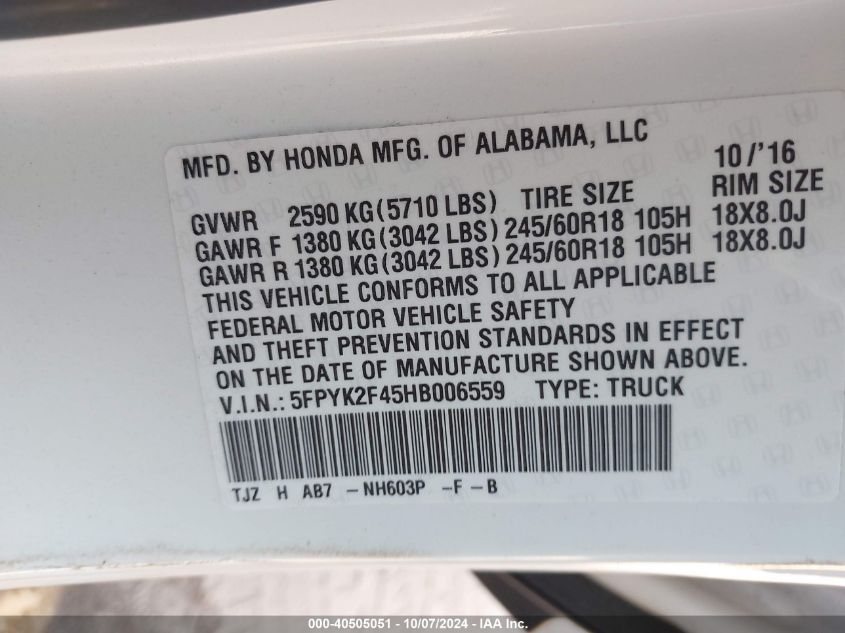 MFD. BY HONDA MFG. OF ALABAMA, LLC 10/'16
GVWR 2590 KG(5710 LBS) TIRE SIZE RIM SIZE
GAWR F 1380 KG(3042 LBS) 245/60R18 105H 18X8.0J
GAWR R 1380 KG(3042 LBS) 245/60R18 105H 18X8.0J
THIS VEHICLE CONFORMS TO ALL APPLICABLE
FEDERAL MOTOR VEHICLE SAFETY
AND THEFT PREVENTION STANDARDS IN EFFECT
ON THE DATE OF MANUFACTURE SHOWN ABOVE.
V.I.N.: 5FPYK2F45HB006559 TYPE: TRUCK
TJZ H AB7 -NH603P -F-B
000-40505051 - 10/07/2024 - IAA Inc.